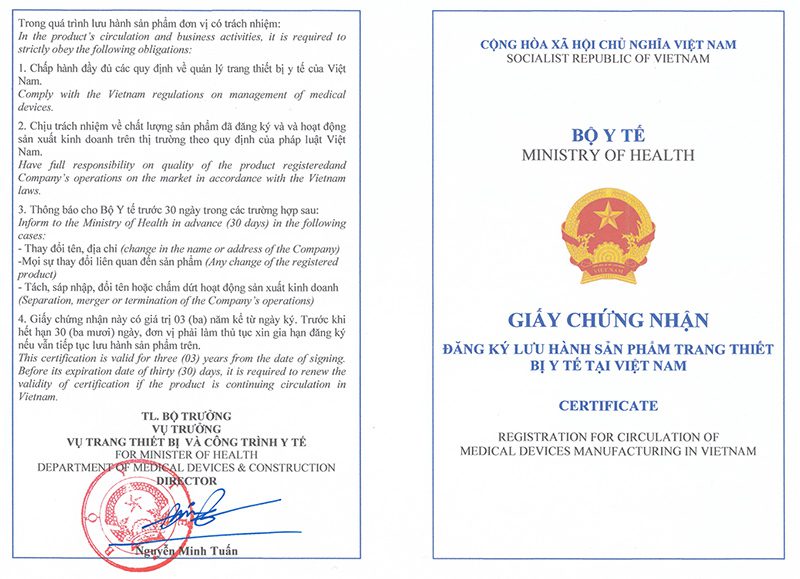 Trong quá trình lưu hành sản phẩm đơn vị có trách nhiệm:
In the product's circulation and business activities, it is required to
strictly obey the following obligations:
1. Chấp hành đầy đủ các quy định về quản lý trang thiết bị y tế của Việt
Nam.
Comply with the Vietnam regulations on management of medical
devices.
2. Chịu trách nhiệm về chất lượng sản phẩm đã đăng ký và và hoạt động
sản xuất kinh doanh trên thị trường theo quy định của pháp luật Việt
Nam.
Have full responsibility on quality of the product registeredand
Company's operations on the market in accordance with the Vietnam
laws.
3. Thông báo cho Bộ Y tế trước 30 ngày trong các trường hợp sau:
Inform to the Ministry of Health in advance (30 days) in the following
cases:
- Thay đổi tên, địa chỉ (change in the name or address of the Company)
-Mọi sự thay đổi liên quan đến sản phẩm (Any change of the registered
product)
- Tách, sáp nhập, đổi tên hoặc chấm dứt hoạt động sản xuất kinh doanh
(Separation, merger or termination of the Company's operations)
4. Giấy chứng nhận này có giá trị 03 (ba) năm kể từ ngày ký. Trước khi
hết hạn 30 (ba mươi) ngày, đơn vị phải làm thủ tục xin gia hạn đăng ký
nếu vẫn tiếp tục lưu hành sản phẩm trên.
This certification is valid for three (03) years from the date of signing.
Before its expiration date of thirty (30) days, it is required to renew the
validity of certification if the product is continuing circulation in
Vietnam.
TL. BỘ TRƯỞNG
VỤ TRƯỞNG
VỤ TRANG THIẾT BỊ VÀ CÔNG TRÌNH Y TẾ
FOR MINISTER OF HEALTH
DEPARTMENT OF MEDICAL DEVICES & CONSTRUCTION
DIRECTOR
BỘ Y TẾ
Nguyễn Minh Tuấn
CỘNG HÒA XÃ HỘI CHỦ NGHĨA VIỆT NAM
SOCIALIST REPUBLIC OF VIETNAM
BỘ Y TẾ
MINISTRY OF HEALTH
VIETNAM
GIẤY CHỨNG NHẬN
ĐĂNG KÝ LƯU HÀNH SẢN PHẨM TRANG THIẾT
BỊ Y TẾ TẠI VIỆT NAM
CERTIFICATE
REGISTRATION FOR CIRCULATION OF
MEDICAL DEVICES MANUFACTURING IN VIETNAM